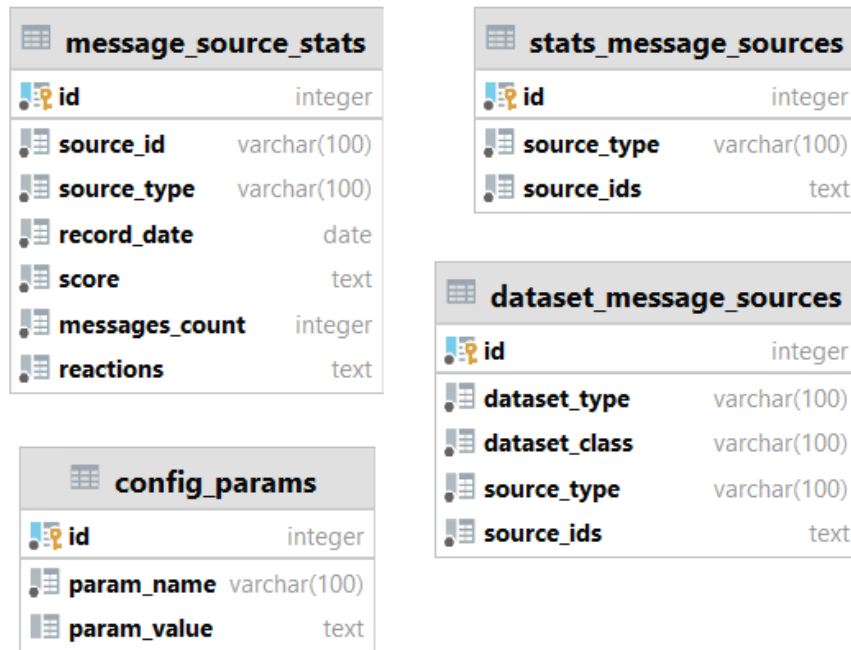 message_source_stats
id integer
source_id varchar(100)
source_type varchar(100)
record_date date
score text
messages_count integer
reactions text
stats_message_sources
id integer
source_type varchar(100)
source_ids text
dataset_message_sources
id integer
dataset_type varchar(100)
dataset_class varchar(100)
source_type varchar(100)
source_ids text
config_params
id integer
param_name varchar(100)
param_value text